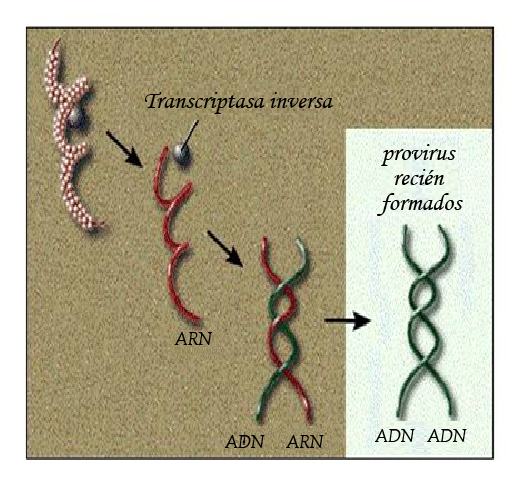 Transcriptasa inversa
provirus
recién
formados
ARN
ADN ARN
ADN ADN